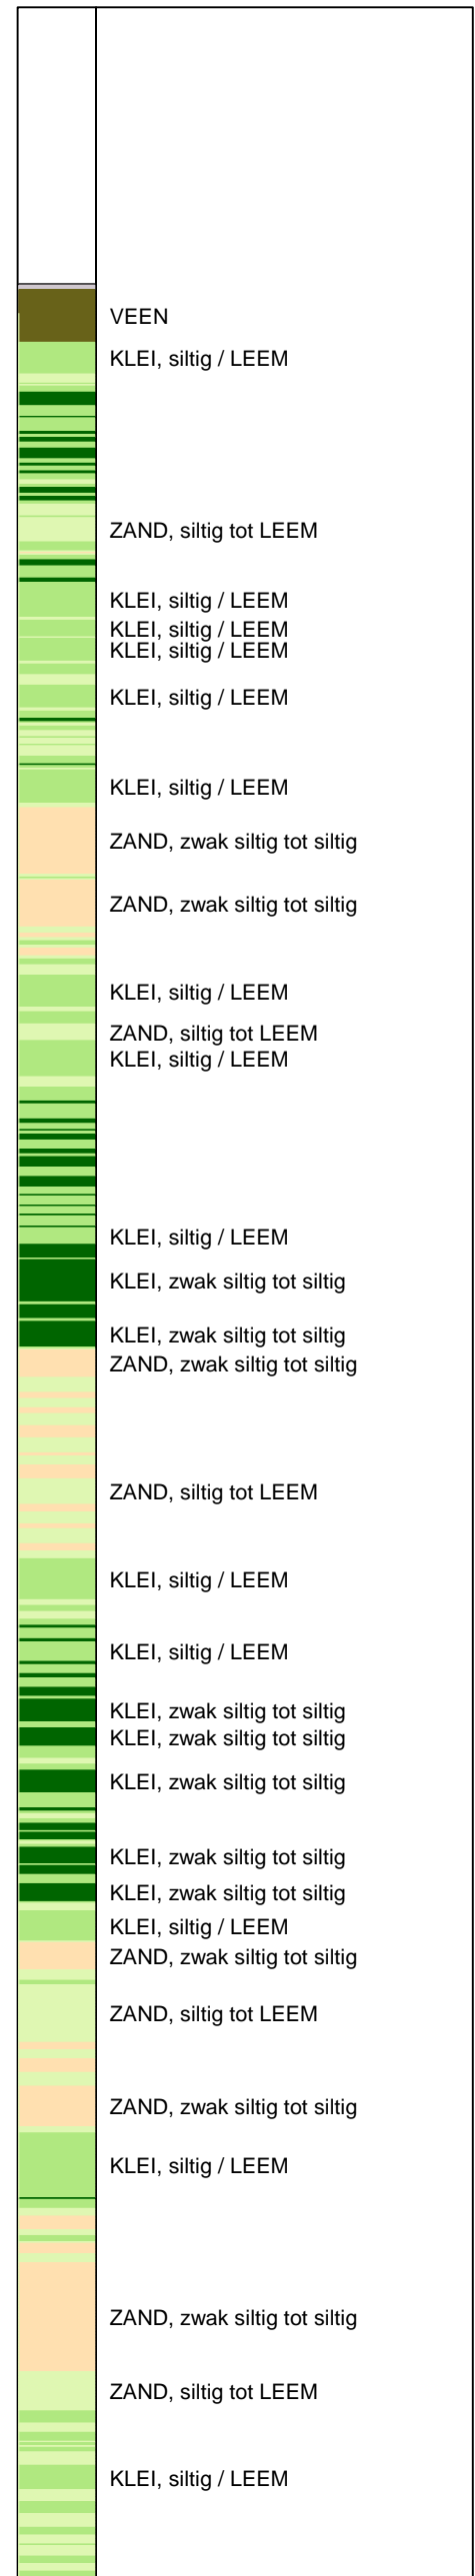 VEEN
KLEI, siltig / LEEM
ZAND, siltig tot LEEM
KLEI, siltig / LEEM
KLEI, siltig / LEEM
KLEI, siltig / LEEM
KLEI, siltig / LEEM
KLEI, siltig / LEEM
ZAND, zwak siltig tot siltig
ZAND, zwak siltig tot siltig
KLEI, siltig / LEEM
ZAND, siltig tot LEEM
KLEI, siltig / LEEM
KLEI, siltig / LEEM
KLEI, zwak siltig tot siltig
KLEI, zwak siltig tot siltig
ZAND, zwak siltig tot siltig
ZAND, siltig tot LEEM
KLEI, siltig / LEEM
KLEI, siltig / LEEM
KLEI, zwak siltig tot siltig
KLEI, zwak siltig tot siltig
KLEI, zwak siltig tot siltig
KLEI, zwak siltig tot siltig
KLEI, zwak siltig tot siltig
KLEI, siltig / LEEM
ZAND, zwak siltig tot siltig
ZAND, siltig tot LEEM
ZAND, zwak siltig tot siltig
KLEI, siltig / LEEM
ZAND, zwak siltig tot siltig
ZAND, siltig tot LEEM
KLEI, siltig / LEEM